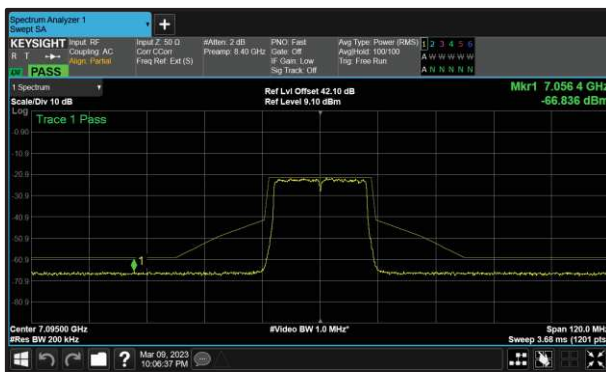 Spectrum Analyzer 1
Swept SA
+
KEYSIGHT
R T
PASS
Input: RF
Coupling: AC
Align: Partial
Input Z: 50 Ω
Corr CCorr
Freq Ref: Ext (S)
#Atten: 2 dB
Preamp: 8.40 GHz
PNO: Fast
Gate: Off
IF Gain: Low
Sig Track: Off
Avg Type: Power (RMS)
Avg|Hold: 100/100
Trig: Free Run
1 2 3 4 5 6
A W W W W W
A N N N N N
1 Spectrum
Scale/Div 10 dB
Ref Lvl Offset 42.10 dB
Ref Level 9.10 dBm
Mkr1 7.056 4 GHz
-66.836 dBm
Log
Trace 1 Pass
-0.90
-10.9
-20.9
-30.9
-40.9
-50.9
-60.9
-70.9
-80.9
1
Center 7.09500 GHz
#Res BW 200 kHz
#Video BW 1.0 MHz*
Span 120.0 MHz
Sweep 3.68 ms (1201 pts)
?
Mar 09, 2023
10:06:37 PM